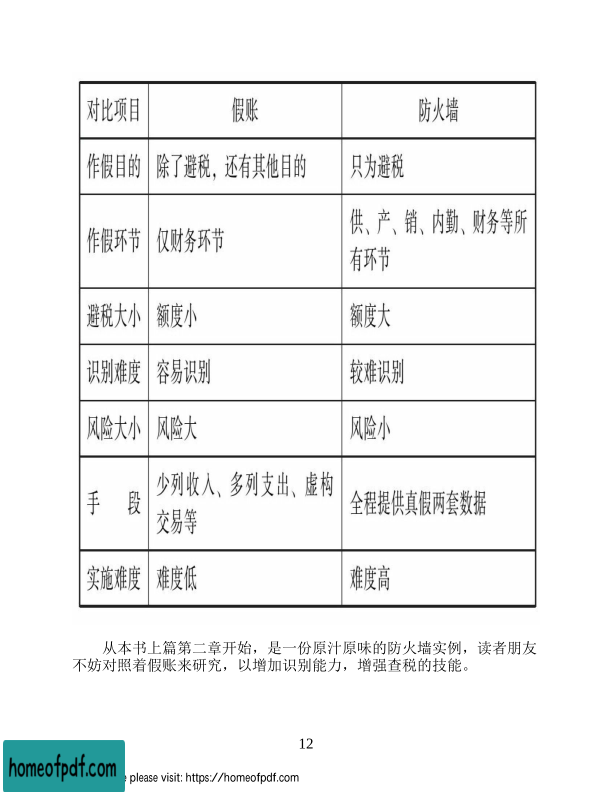 对比项目 假账 防火墙
作假目的 除了避税，还有其他目的 只为避税
作假环节 仅财务环节 供、产、销、内勤、财务等所
有环节
避税大小 额度小 额度大
识别难度 容易识别 较难识别
风险大小 风险大 风险小
手 段 少列收入、多列支出、虚构
交易等 全程提供真假两套数据
实施难度 难度低 难度高
从本书上篇第二章开始，是一份原汁原味的防火墙实例，读者朋友
不妨对照着假账来研究，以增加识别能力，增强查税的技能。
12
homeofpdf.com
e please visit: https://homeofpdf.com